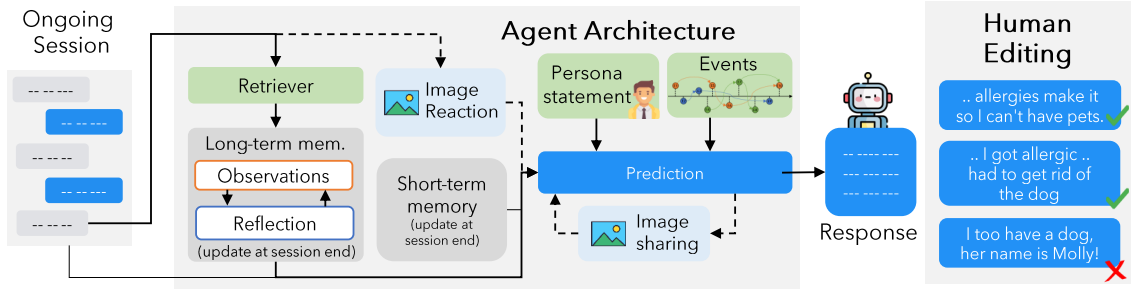 Ongoing
Session
-- -- ---
-- -- ---
-- -- --
-- -- ---
-- -- --
Agent Architecture
Retriever
Long-term mem.
Observations
Reflection
(update at session end)
Image
Reaction
Short-term
memory
(update at
session end)
Persona
statement
Events
Prediction
Image
sharing
-- ---- ---
--- -- ---
--- --- --
Response
Human
Editing
.. allergies make it
so I can't have pets.
.. I got allergic ..
had to get rid of
the dog
I too have a dog,
her name is Molly!